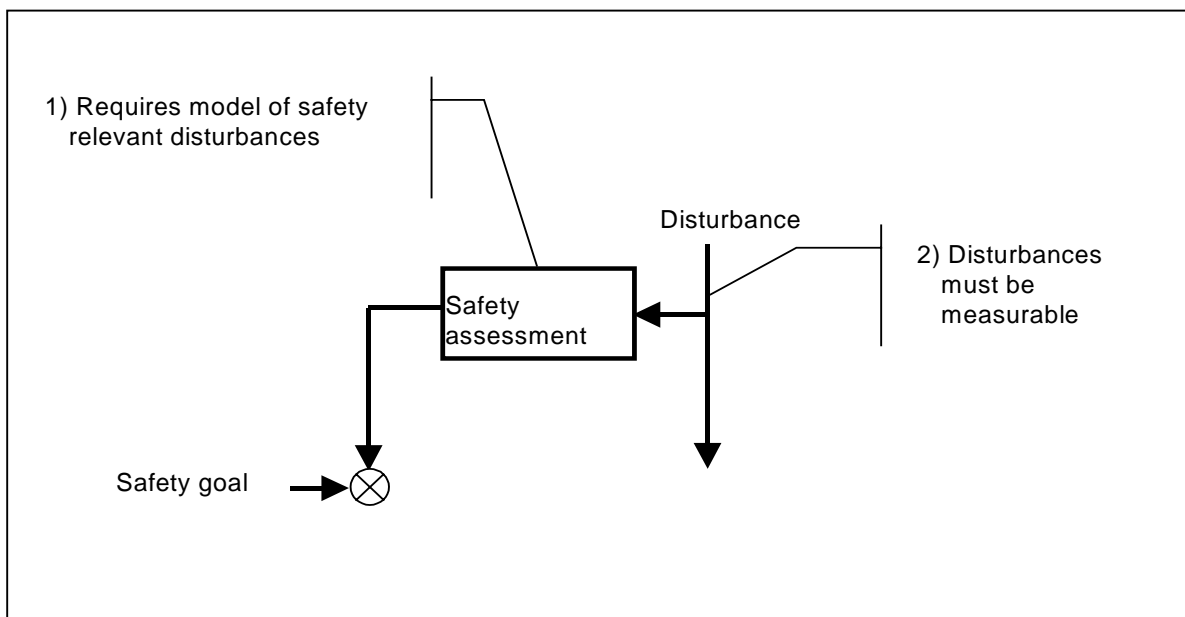 1) Requires model of safety
relevant disturbances
Disturbance
2) Disturbances
must be
measurable
Safety
assessment
Safety goal